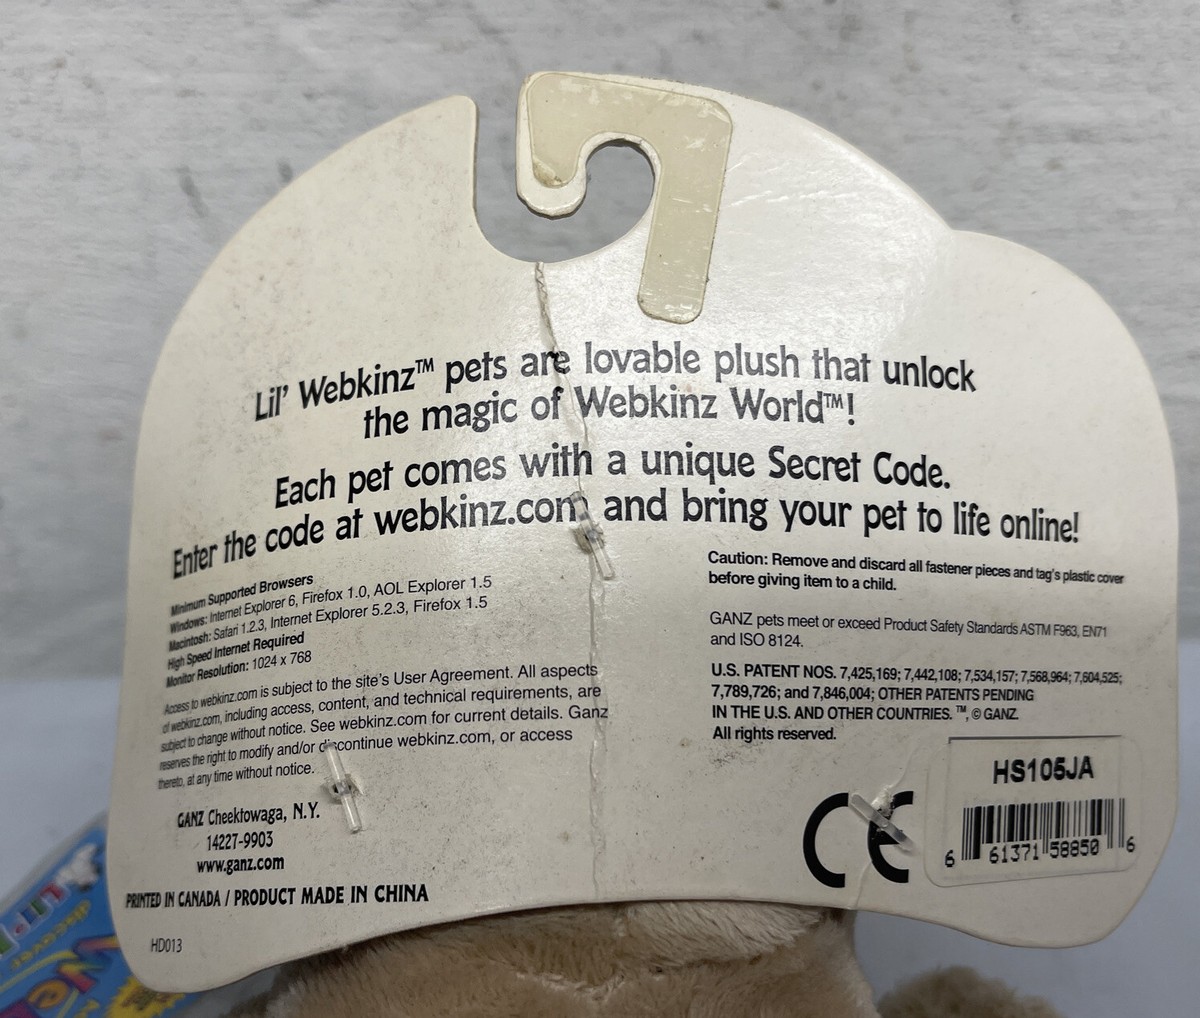 Lil' Webkinz™ pets are lovable plush that unlock
the magic of Webkinz World™!
Each pet comes with a unique Secret Code.
Enter the code at webkinz.com and bring your pet to life online!
Minimum Supported Browsers
Windows: Internet Explorer 6, Firefox 1.0, AOL Explorer 1.5
Macintosh: Safari 1.2.3, Internet Explorer 5.2.3, Firefox 1.5
High Speed Internet Required
Monitor Resolution: 1024 x 768
Access to webkinz.com is subject to the site's User Agreement. All aspects
of webkinz.com, including access, content, and technical requirements, are
subject to change without notice. See webkinz.com for current details. Ganz
reserves the right to modify and/or discontinue webkinz.com, or access
thereto, at any time without notice.
GANZ Cheektowaga, N.Y.
14227-9903
www.ganz.com
PRINTED IN CANADA / PRODUCT MADE IN CHINA
HD013
Caution: Remove and discard all fastener pieces and tag's plastic cover
before giving item to a child.
GANZ pets meet or exceed Product Safety Standards ASTM F963, EN71
and ISO 8124.
U.S. PATENT NOS. 7,425,169; 7,442,108; 7,534,157; 7,568,964; 7,604,525;
7,789,726; and 7,846,004; OTHER PATENTS PENDING
IN THE U.S. AND OTHER COUNTRIES. ™, © GANZ.
All rights reserved.
CE
HS105JA
6 61371 58850 6
discover